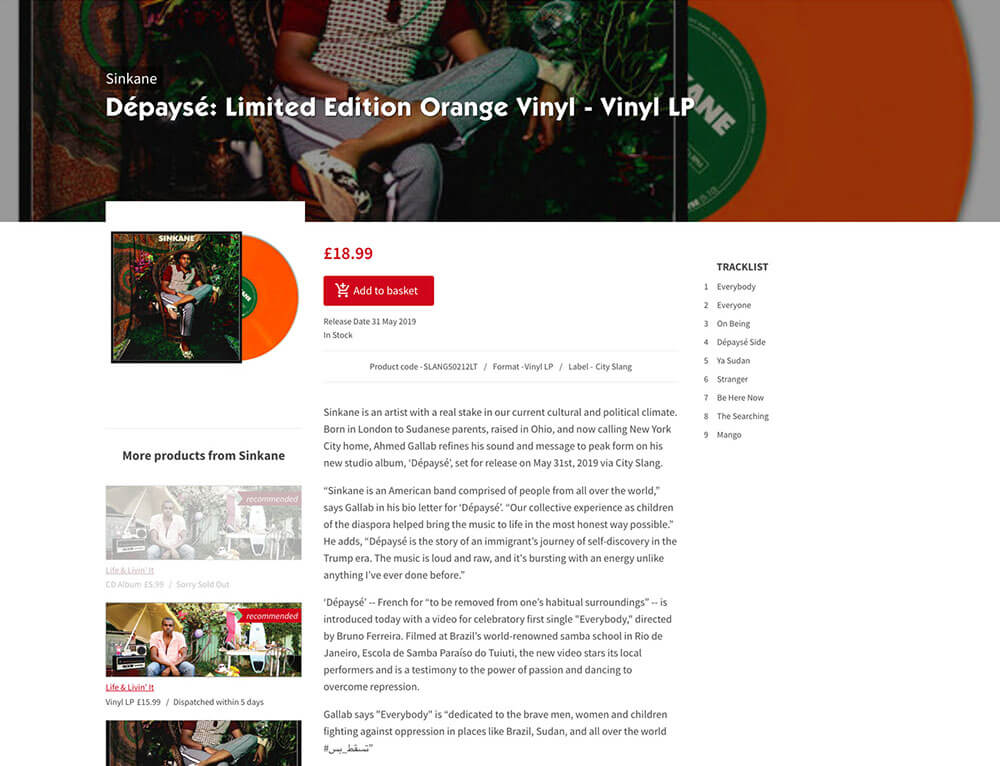 Sinkane
Dépaysé: Limited Edition Orange Vinyl - Vinyl LP
KANE
SINKANE
KANE
£18.99
Add to basket
Release Date 31 May 2019
In Stock
Product code - SLANG50212LT / Format - Vinyl LP / Label - City Slang
Sinkane is an artist with a real stake in our current cultural and political climate.
Born in London to Sudanese parents, raised in Ohio, and now calling New York
City home, Ahmed Gallab refines his sound and message to peak form on his
new studio album, ‘Dépaysé’, set for release on May 31st, 2019 via City Slang.
“Sinkane is an American band comprised of people from all over the world,”
says Gallab in his bio letter for ‘Dépaysé’. “Our collective experience as children
of the diaspora helped bring the music to life in the most honest way possible.”
He adds, “Dépaysé is the story of an immigrant’s journey of self-discovery in the
Trump era. The music is loud and raw, and it's bursting with an energy unlike
anything I’ve ever done before.”
‘Dépaysé’ -- French for “to be removed from one’s habitual surroundings” -- is
introduced today with a video for celebratory first single "Everybody," directed
by Bruno Ferreira. Filmed at Brazil’s world-renowned samba school in Rio de
Janeiro, Escola de Samba Paraíso do Tuiuti, the new video stars its local
performers and is a testimony to the power of passion and dancing to
overcome repression.
Gallab says "Everybody" is “dedicated to the brave men, women and children
fighting against oppression in places like Brazil, Sudan, and all over the world
#تسقط_بس”
TRACKLIST
1 Everybody
2 Everyone
3 On Being
4 Dépaysé Side
5 Ya Sudan
6 Stranger
7 Be Here Now
8 The Searching
9 Mango
More products from Sinkane
recommended
Life & Livin' It
CD Album £5.99 / Sorry Sold Out
recommended
Life & Livin' It
Vinyl LP £15.99 / Dispatched within 5 days